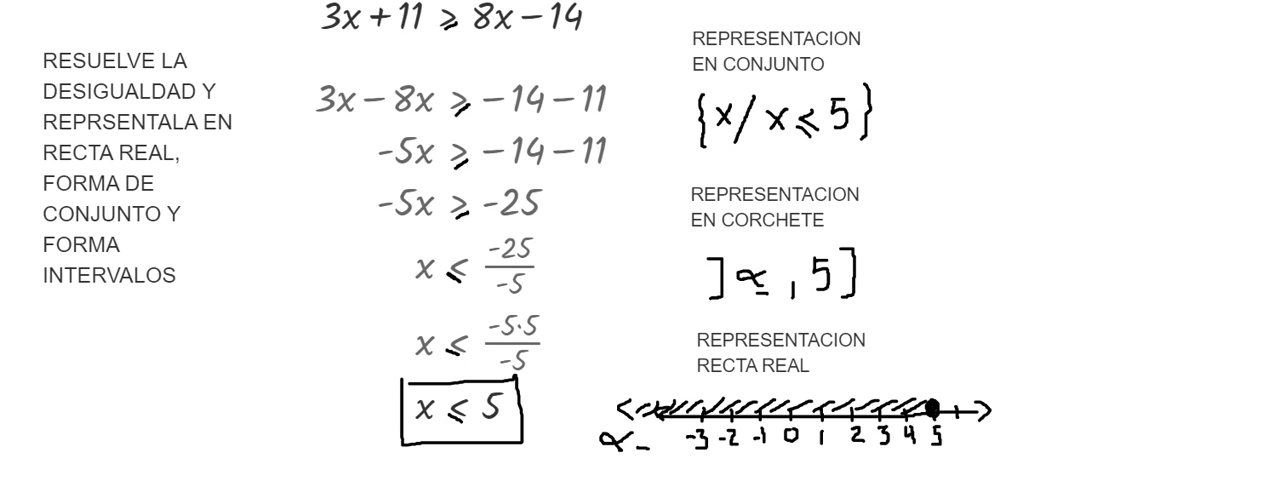 RESUELVE LA
DESIGUALDAD Y
REPRSENTALA EN
RECTA REAL,
FORMA DE
CONJUNTO Y
FORMA
INTERVALOS
3x+11 ⩾ 8x-14
3x-8x ⩾ -14-11
-5x ⩾ -14-11
-5x ⩾ -25
x ⩽ -25/-5
x ⩽ -5·5/-5
x ⩽ 5
REPRESENTACION
EN CONJUNTO
{x/ x⩽5}
REPRESENTACION
EN CORCHETE
]∝-, 5]
REPRESENTACION
RECTA REAL
∝- -3 -2 -1 0 1 2 3 4 5